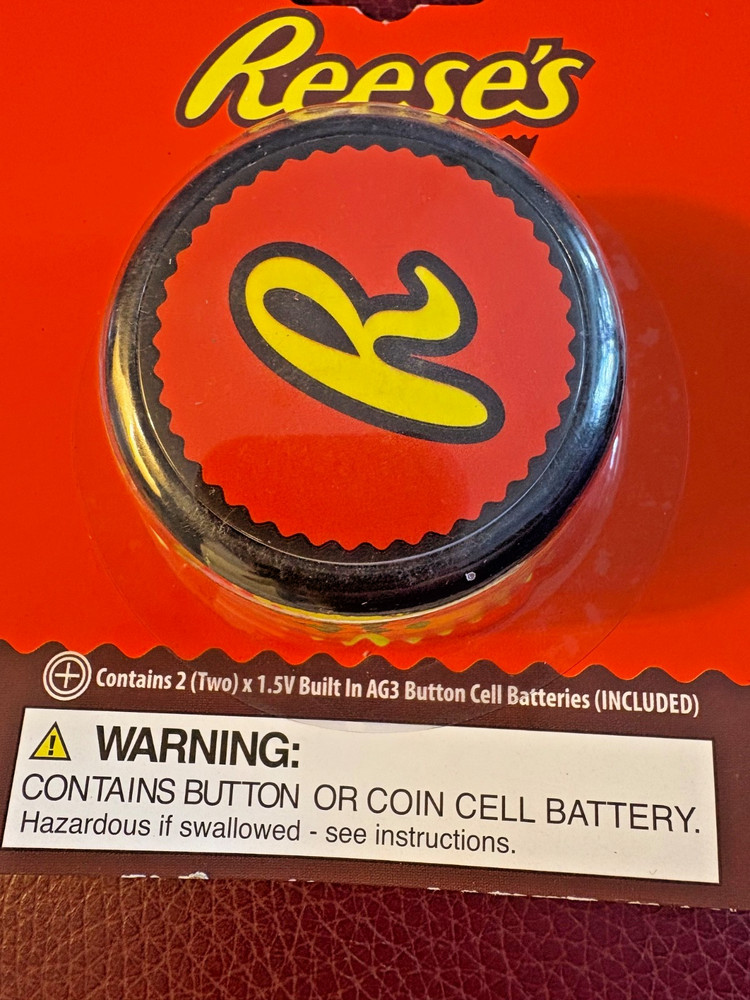 Reese's
R
Contains 2 (Two) x 1.5V Built In AG3 Button Cell Batteries (INCLUDED)
WARNING:
CONTAINS BUTTON OR COIN CELL BATTERY.
Hazardous if swallowed - see instructions.